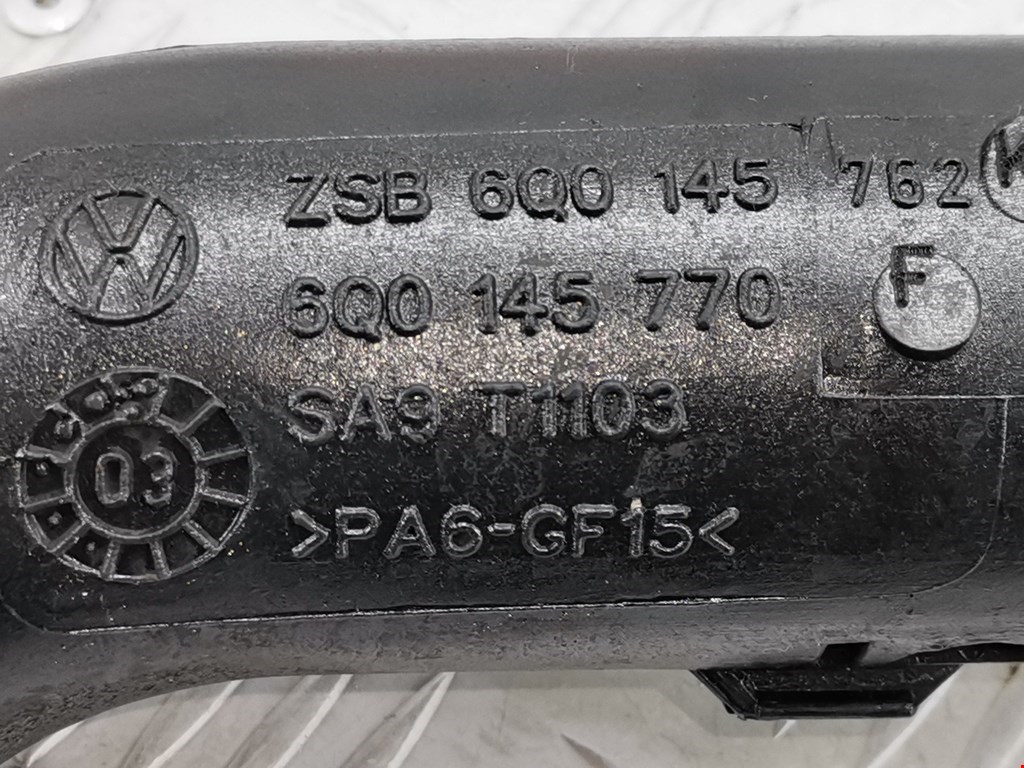 ZSB 6Q0 145 762 K
6Q0 145 770
F
SA9 T1103
03
>PA6-GF15<